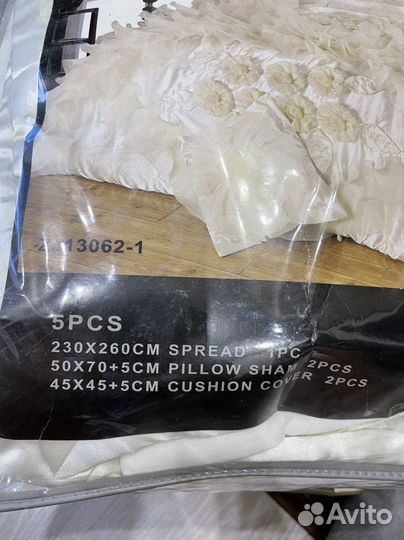 13062-1
5PCS
230X260CM SPREAD 1PC
50X70+5CM PILLOW SHAM 2PCS
45X45+5CM CUSHION COVER 2PCS
Avito